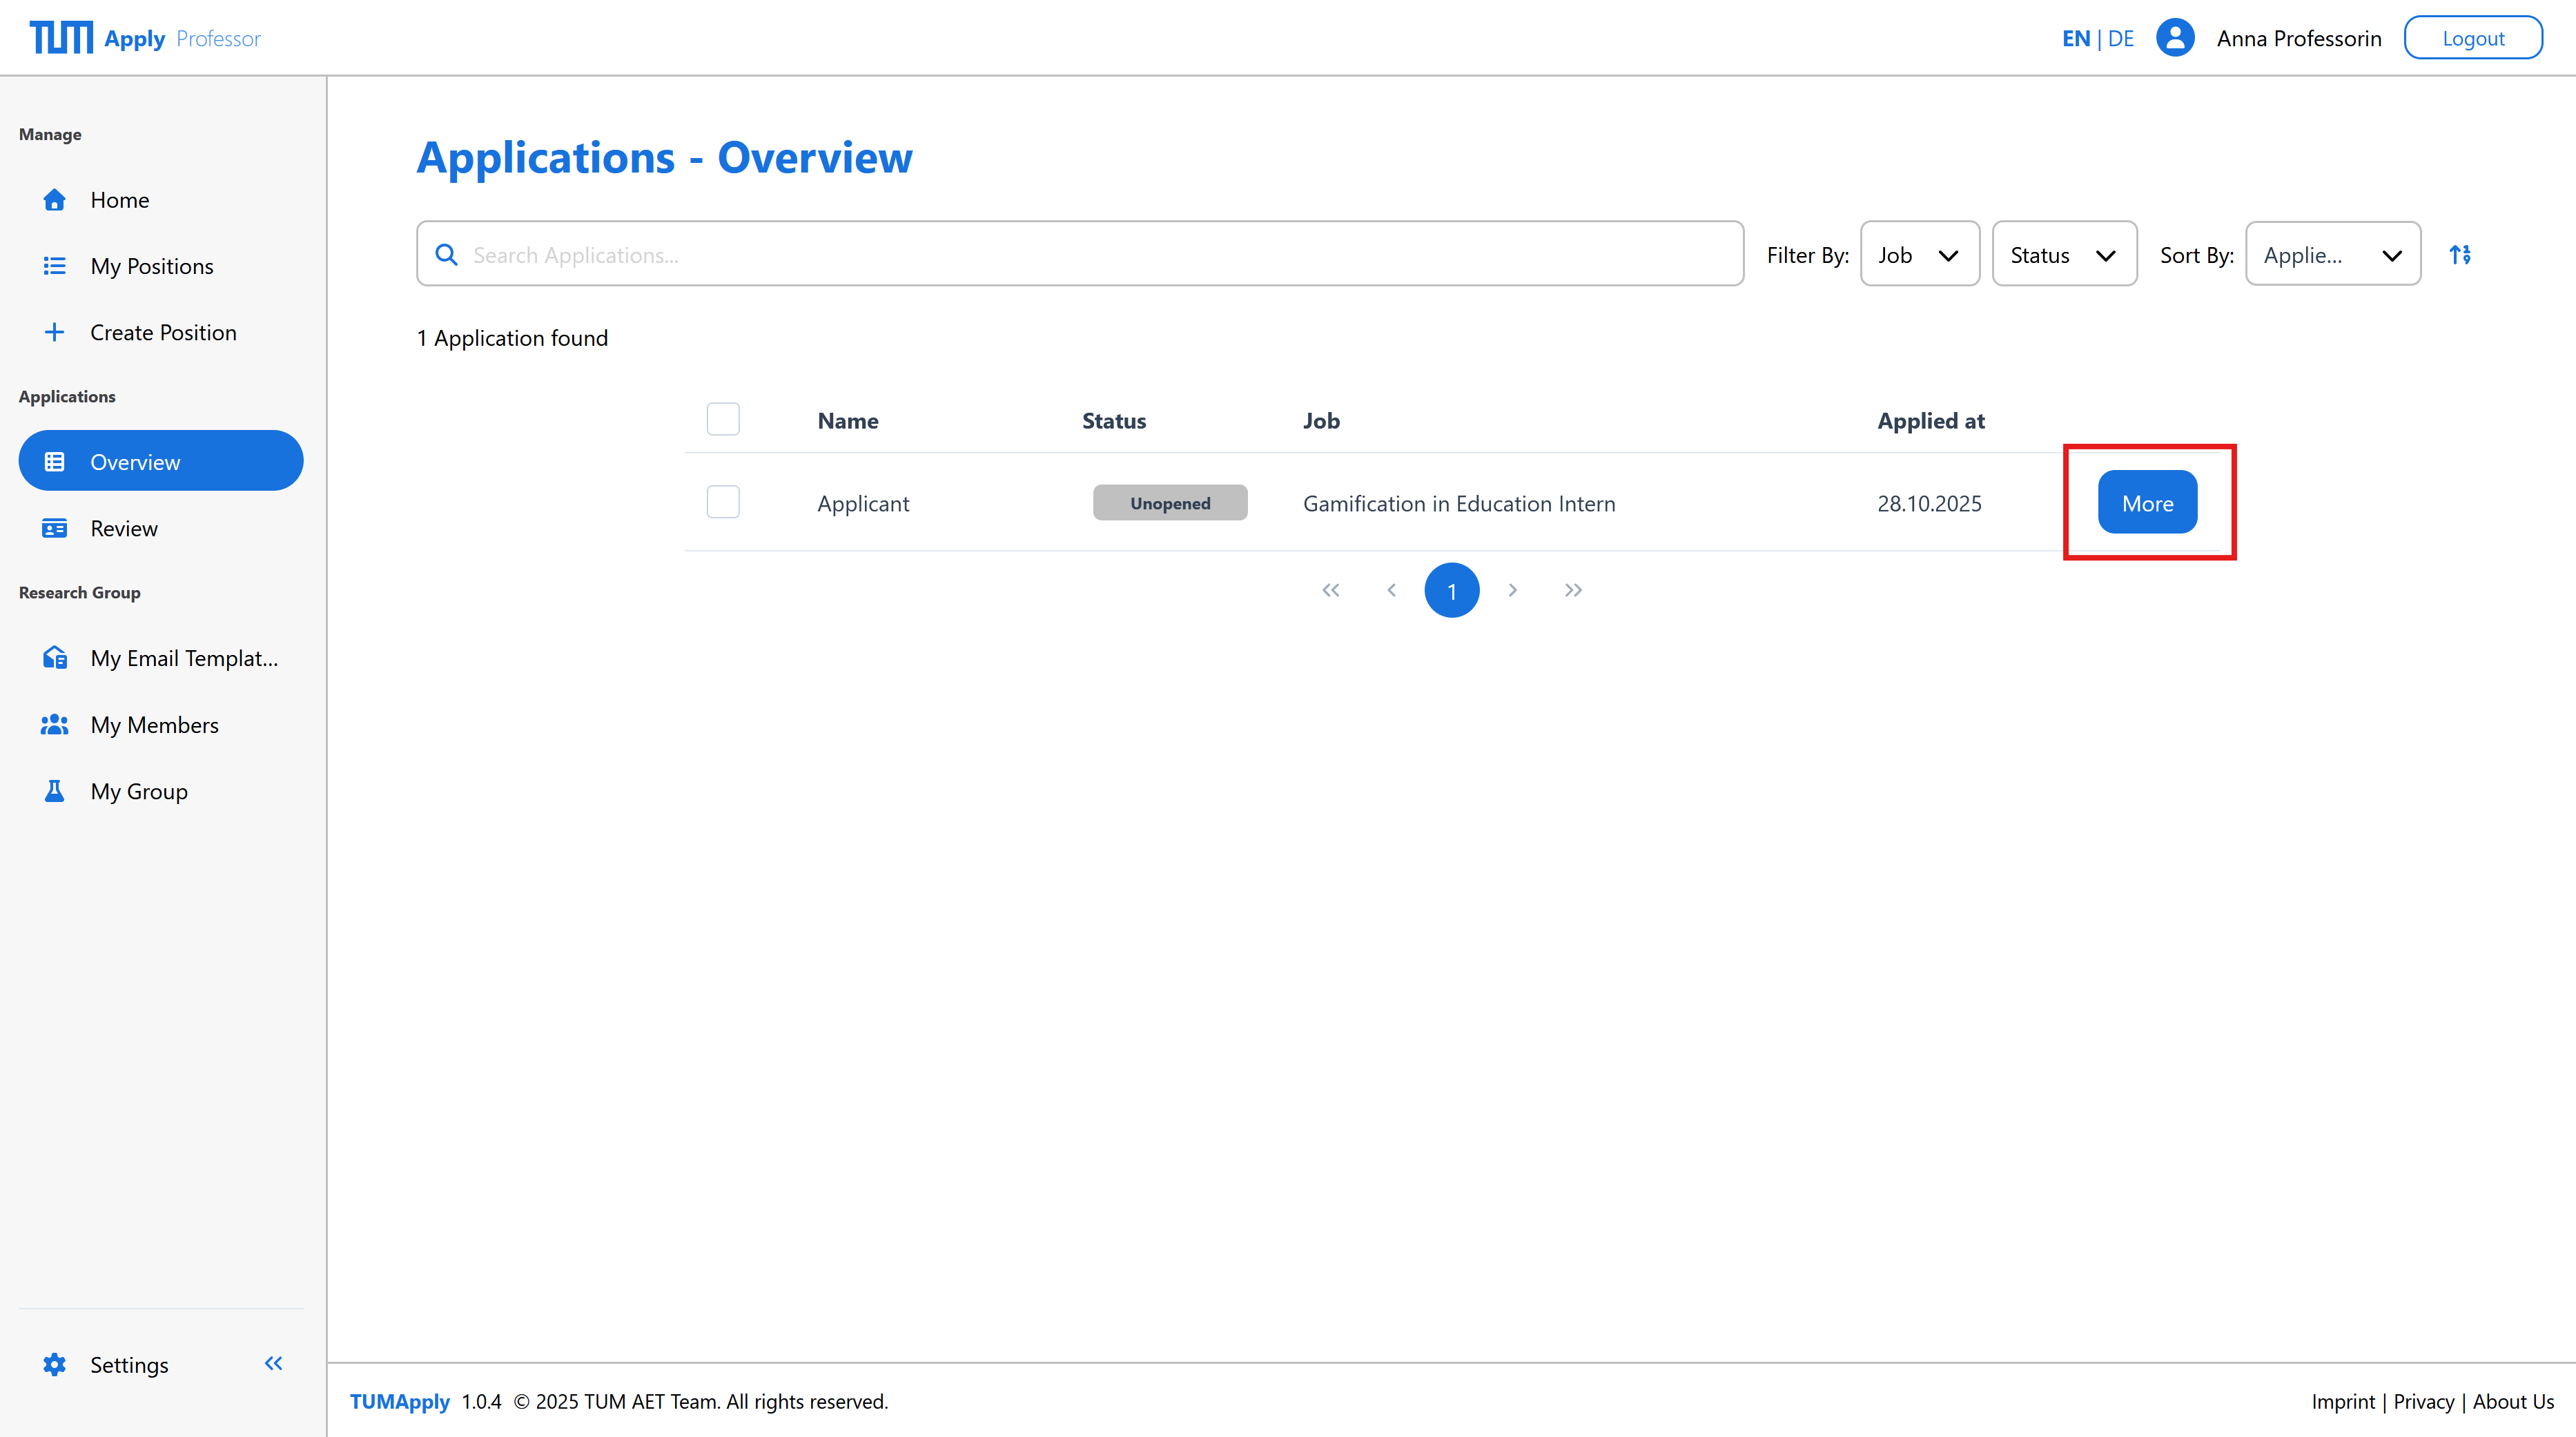 TUM Apply Professor
EN | DE Anna Professorin Logout
Manage
Home
My Positions
Create Position
Applications
Overview
Review
Research Group
My Email Templat...
My Members
My Group
Settings
Applications - Overview
Search Applications... Filter By: Job Status Sort By: Applie...
1 Application found
Name Status Job Applied at
Applicant Unopened Gamification in Education Intern 28.10.2025 More
1
TUMApply 1.0.4 © 2025 TUM AET Team. All rights reserved.
Imprint | Privacy | About Us